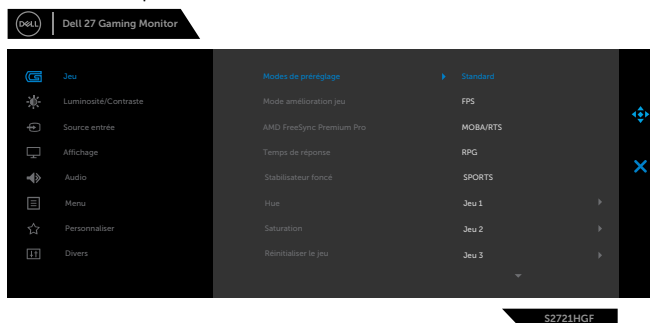 DELL
Dell 27 Gaming Monitor
Jeu
Modes de préréglage
Standard
Luminosité/Contraste
Mode amélioration jeu
FPS
Source entrée
AMD FreeSync Premium Pro
MOBA/RTS
Affichage
Temps de réponse
RPG
Audio
Stabilisateur foncé
SPORTS
Menu
Hue
Jeu 1
Personnaliser
Saturation
Jeu 2
Divers
Réinitialiser le jeu
Jeu 3
S2721HGF